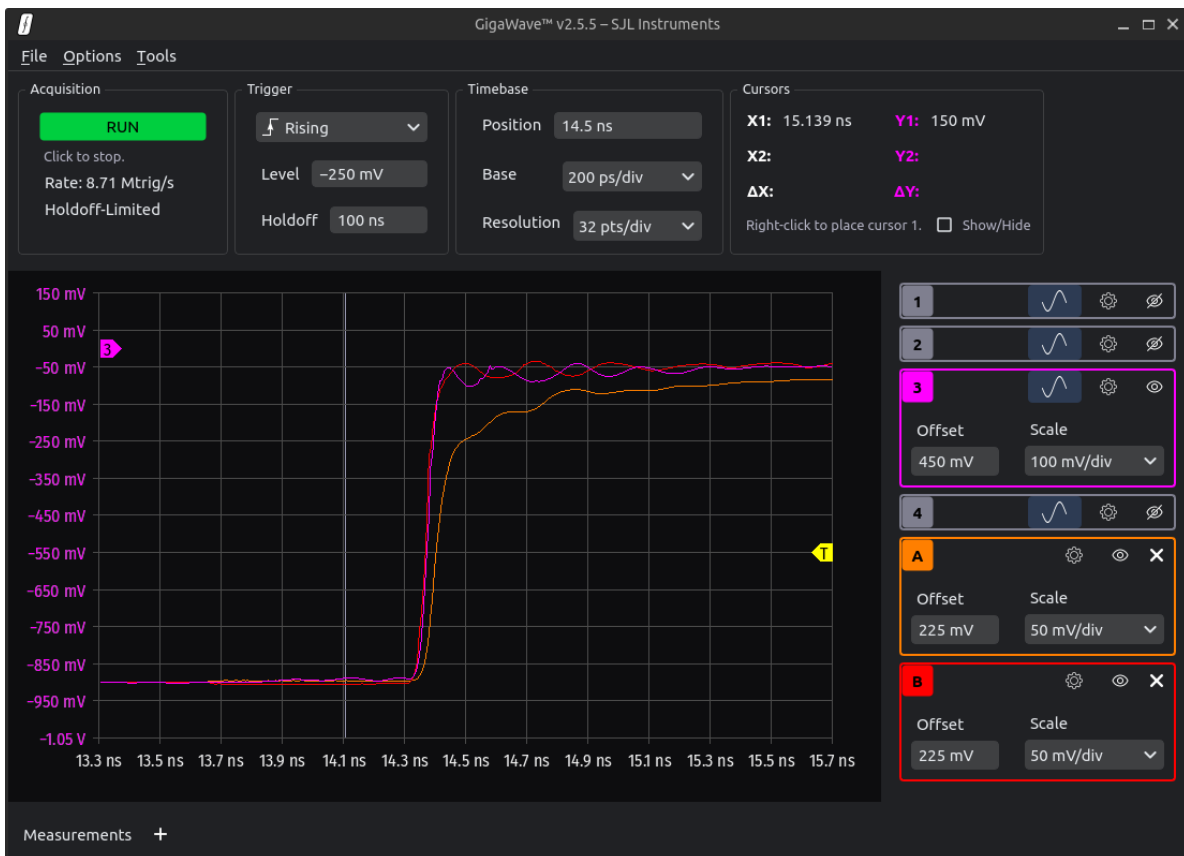 GigaWave™ v2.5.5 – SJL Instruments
File Options Tools
Acquisition
RUN
Click to stop.
Rate: 8.71 Mtrig/s
Holdoff-Limited
Trigger
Rising
Level −250 mV
Holdoff 100 ns
Timebase
Position 14.5 ns
Base 200 ps/div
Resolution 32 pts/div
Cursors
X1: 15.139 ns Y1: 150 mV
X2: Y2:
ΔX: ΔY:
Right-click to place cursor 1. Show/Hide
150 mV
50 mV
3
−50 mV
−150 mV
−250 mV
−350 mV
−450 mV
−550 mV
T
−650 mV
−750 mV
−850 mV
−950 mV
−1.05 V
13.3 ns 13.5 ns 13.7 ns 13.9 ns 14.1 ns 14.3 ns 14.5 ns 14.7 ns 14.9 ns 15.1 ns 15.3 ns 15.5 ns 15.7 ns
1
2
3
Offset Scale
450 mV 100 mV/div
4
A
Offset Scale
225 mV 50 mV/div
B
Offset Scale
225 mV 50 mV/div
Measurements +